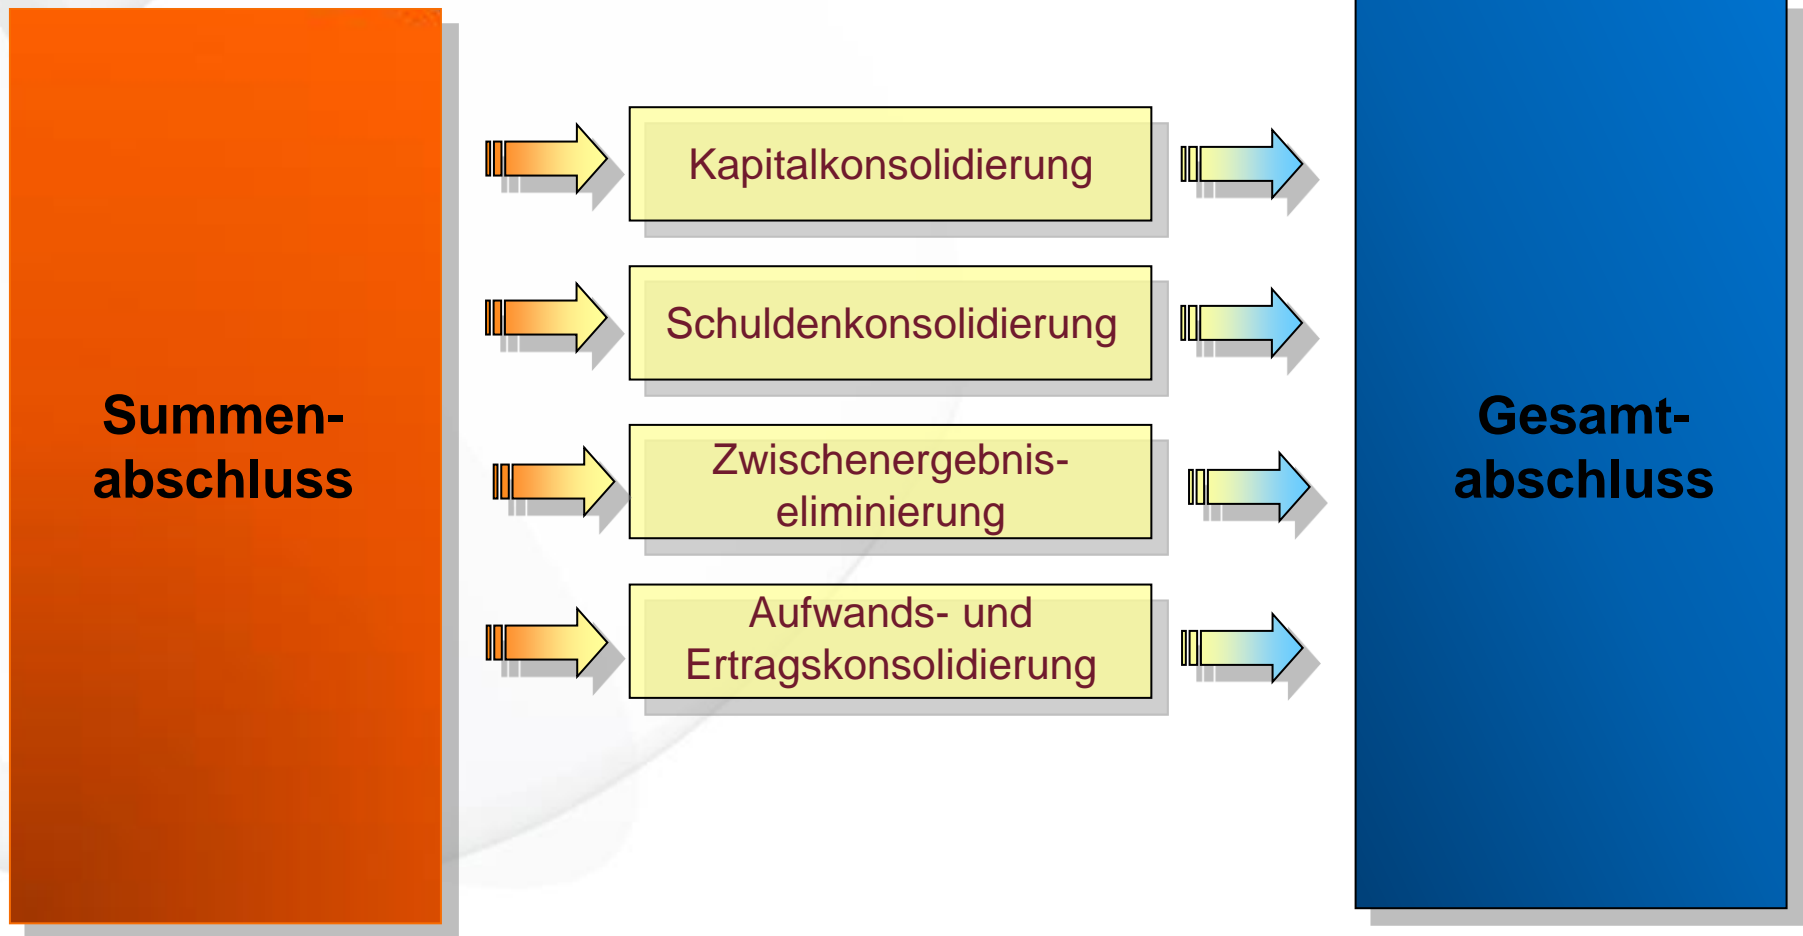 Summen-
abschluss
Kapitalkonsolidierung
Schuldenkonsolidierung
Zwischenergebnis-
eliminierung
Aufwands- und
Ertragskonsolidierung
Gesamt-
abschluss